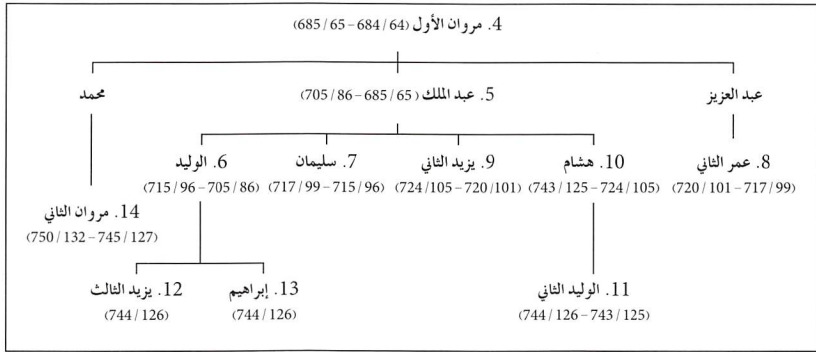 4. مروان الأول (684/64 – 685/65)
عبد العزيز
5. عبد الملك (685/65 – 705/86)
محمد
8. عمر الثاني
(717/99 – 720/101)
10. هشام
(724/105 – 743/125)
9. يزيد الثاني
(720/101 – 724/105)
7. سليمان
(715/96 – 717/99)
6. الوليد
(705/86 – 715/96)
14. مروان الثاني
(745/127 – 750/132)
11. الوليد الثاني
(743/125 – 744/126)
13. إبراهيم
(744/126)
12. يزيد الثالث
(744/126)